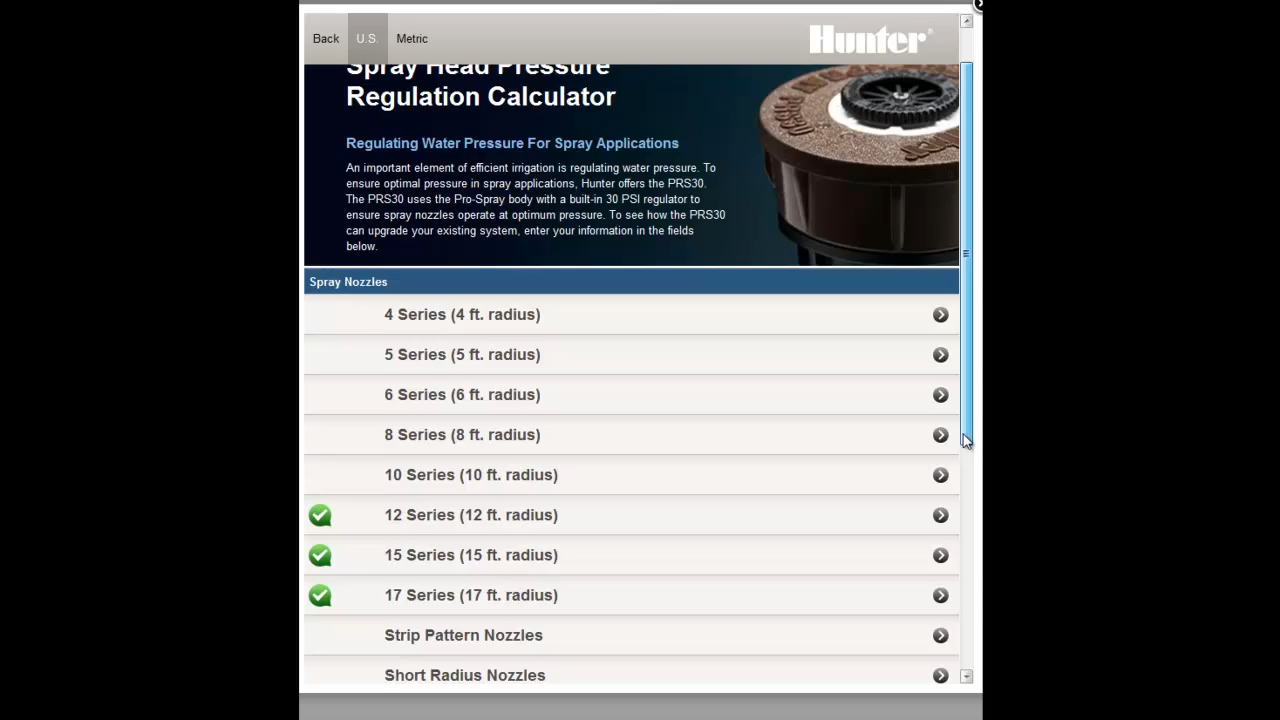 Back U.S. Metric Hunter®
Spray Head Pressure
Regulation Calculator
Regulating Water Pressure For Spray Applications
An important element of efficient irrigation is regulating water pressure. To
ensure optimal pressure in spray applications, Hunter offers the PRS30.
The PRS30 uses the Pro-Spray body with a built-in 30 PSI regulator to
ensure spray nozzles operate at optimum pressure. To see how the PRS30
can upgrade your existing system, enter your information in the fields
below.
PRS30
Spray Nozzles
4 Series (4 ft. radius)
5 Series (5 ft. radius)
6 Series (6 ft. radius)
8 Series (8 ft. radius)
10 Series (10 ft. radius)
12 Series (12 ft. radius)
15 Series (15 ft. radius)
17 Series (17 ft. radius)
Strip Pattern Nozzles
Short Radius Nozzles